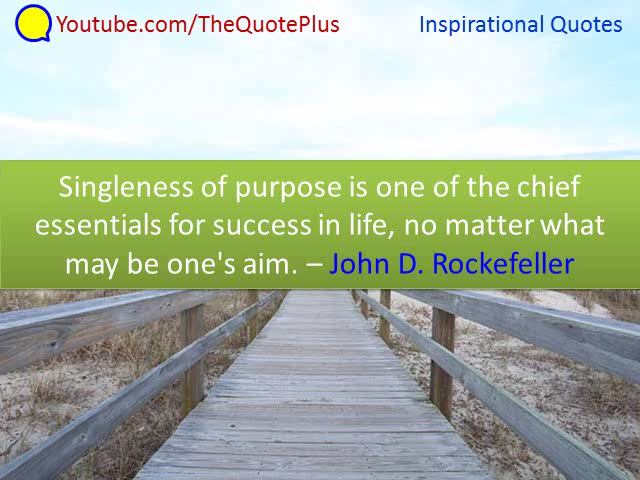 Youtube.com/TheQuotePlus
Inspirational Quotes
Singleness of purpose is one of the chief
essentials for success in life, no matter what
may be one's aim. – John D. Rockefeller